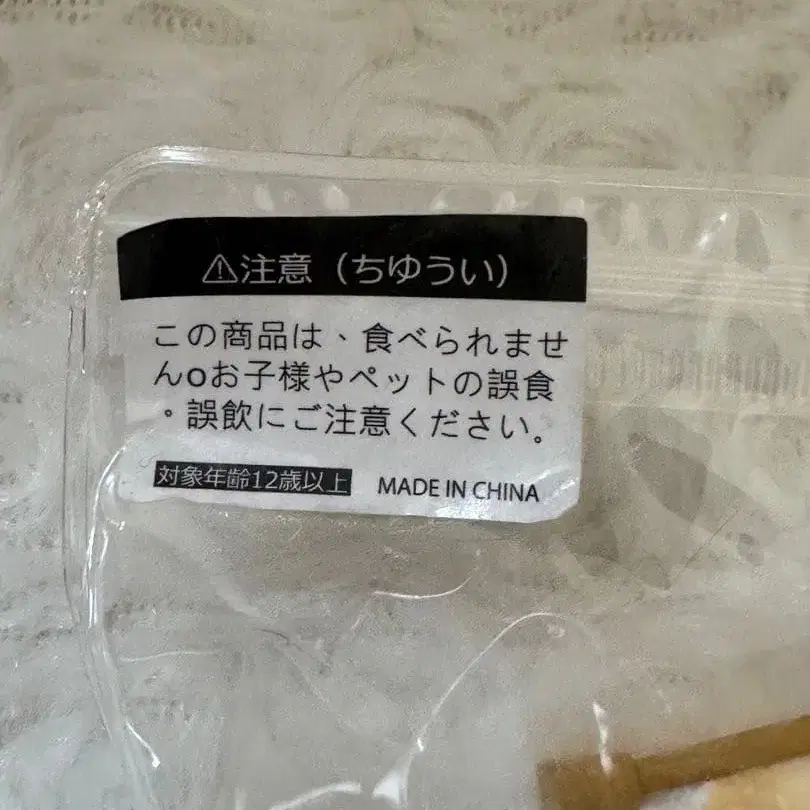 ⚠注意（ちゆうい）
この商品は、食べられませ
んoお子様やペットの誤食
。誤飲にご注意ください。
対象年齢12歳以上
MADE IN CHINA